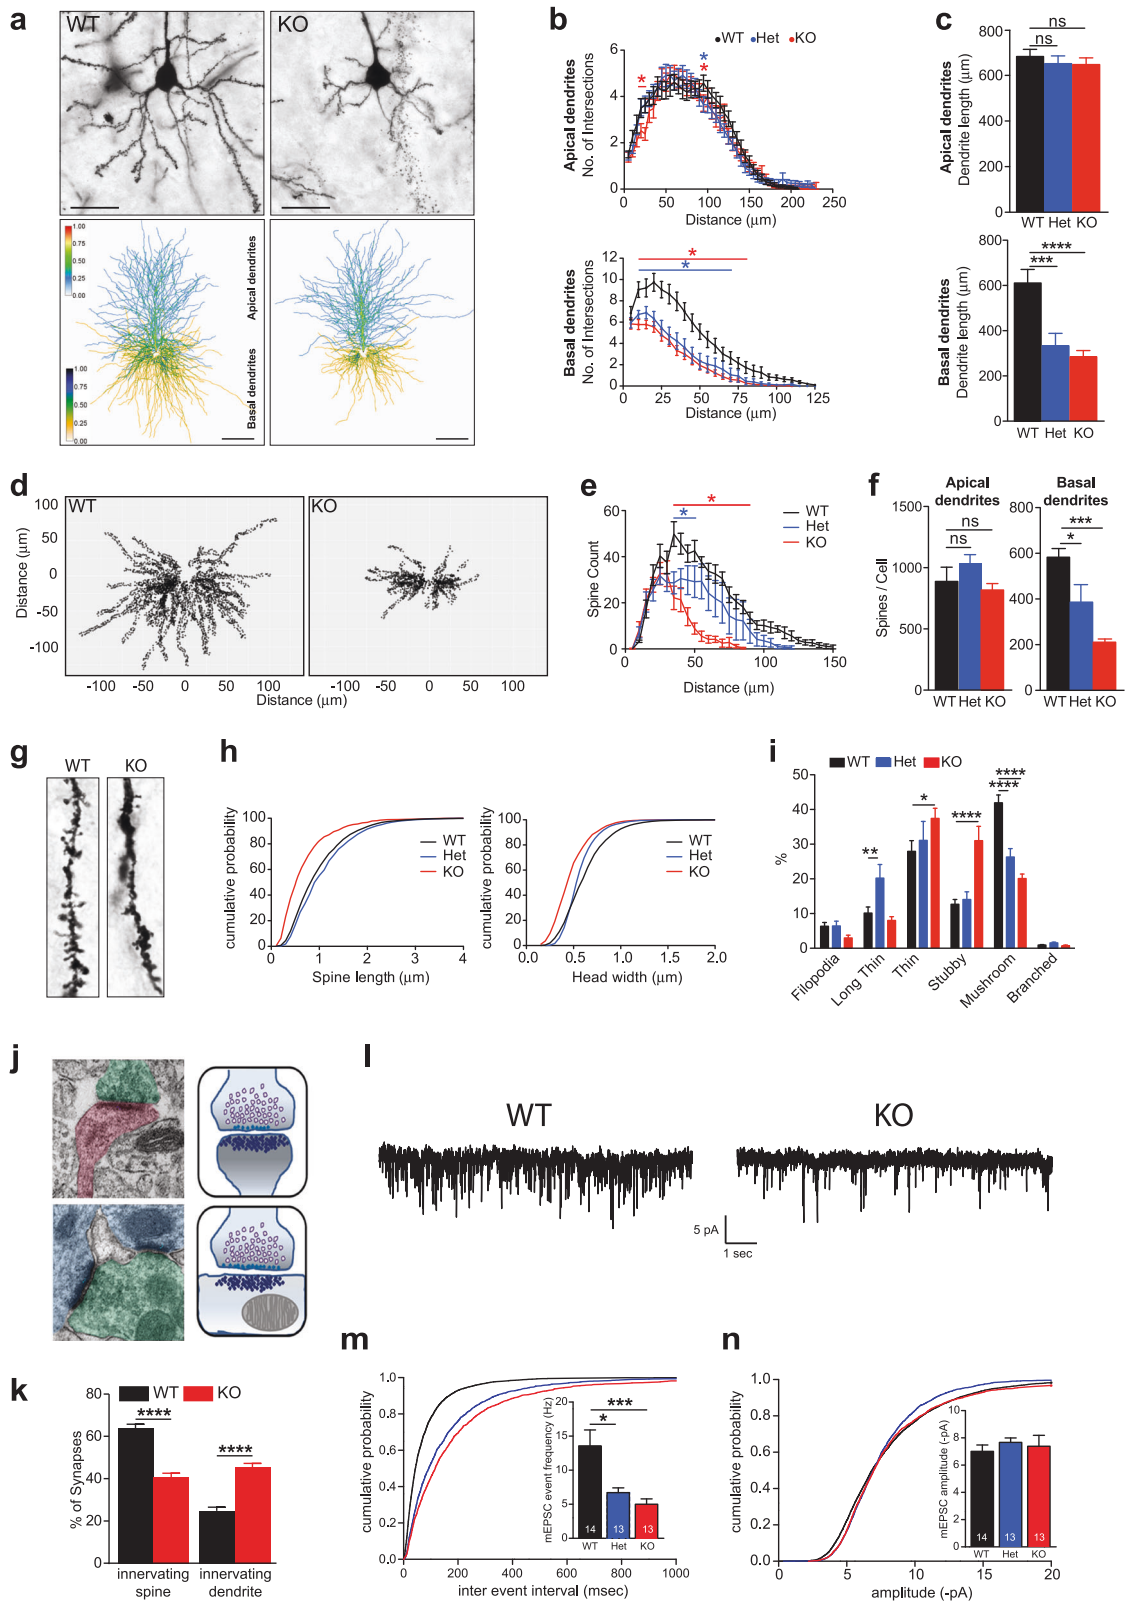 a
WT
KO
1.00
0.75
0.50
0.25
0.00
Apical dendrites
1.00
0.75
0.50
0.25
0.00
Basal dendrites
b
WT Het KO
Apical dendrites
No. of Intersections
6
4
2
0
*
*
*
0 50 100 150 200 250
Distance (μm)
Basal dendrites
No. of Intersections
12
11
10
9
8
7
6
5
4
3
2
1
0
*
*
0 25 50 75 100 125
Distance (μm)
c
Apical dendrites
Dendrite length (μm)
800
600
400
200
0
ns
ns
WT Het KO
Basal dendrites
Dendrite length (μm)
800
600
400
200
0
****
***
WT Het KO
d
WT
KO
100
50
0
-50
-100
Distance (μm)
-100 -50 0 50 100
-100 -50 0 50 100
Distance (μm)
e
WT
Het
KO
Spine Count
60
40
20
0
*
*
0 50 100 150
Distance (μm)
f
Apical dendrites
Basal dendrites
Spines / Cell
1500
1000
500
0
ns
ns
WT Het KO
800
600
400
200
0
***
*
WT Het KO
g
WT
KO
h
cumulative probability
100
80
60
40
20
0
WT
Het
KO
0 1 2 3 4
Spine length (μm)
cumulative probability
100
80
60
40
20
0
WT
Het
KO
0.0 0.5 1.0 1.5 2.0
Head width (μm)
i
WT Het KO
%
50
40
30
20
10
0
**
*
****
****
****
Filopodia
Long Thin
Thin
Stubby
Mushroom
Branched
j
l
WT
KO
5 pA
1 sec
k
WT KO
% of Synapses
80
60
40
20
0
****
****
innervating spine
innervating dendrite
m
cumulative probability
1.0
0.8
0.6
0.4
0.2
0.0
0 200 400 600 800 1000
inter event interval (msec)
mEPSC event frequency (Hz)
20
15
10
5
0
***
*
14 13 13
WT Het KO
n
cumulative probability
1.0
0.8
0.6
0.4
0.2
0.0
0 5 10 15 20
amplitude (-pA)
mEPSC amplitude (-pA)
10
8
6
4
2
0
14 13 13
WT Het KO